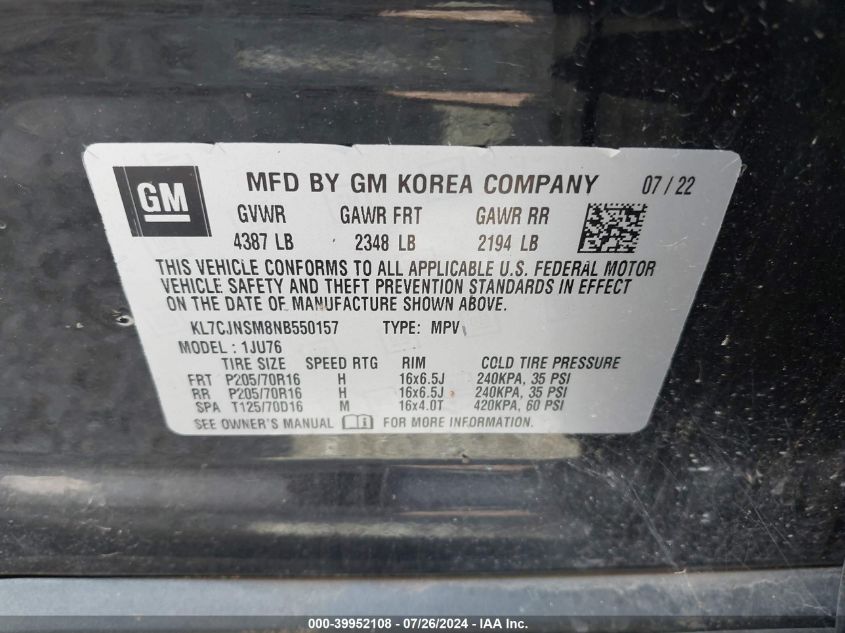 GM MFD BY GM KOREA COMPANY 07 / 22
GVWR GAWR FRT GAWR RR
4387 LB 2348 LB 2194 LB
THIS VEHICLE CONFORMS TO ALL APPLICABLE U.S. FEDERAL MOTOR
VEHICLE SAFETY AND THEFT PREVENTION STANDARDS IN EFFECT
ON THE DATE OF MANUFACTURE SHOWN ABOVE.
KL7CJNSM8NB550157 TYPE: MPV
MODEL: 1JU76
TIRE SIZE SPEED RTG RIM COLD TIRE PRESSURE
FRT P205/70R16 H 16x6.5J 240KPA, 35 PSI
RR P205/70R16 H 16x6.5J 240KPA, 35 PSI
SPA T125/70D16 M 16x4.0T 420KPA, 60 PSI
SEE OWNER'S MANUAL FOR MORE INFORMATION.
000-39952108 - 07/26/2024 - IAA Inc.